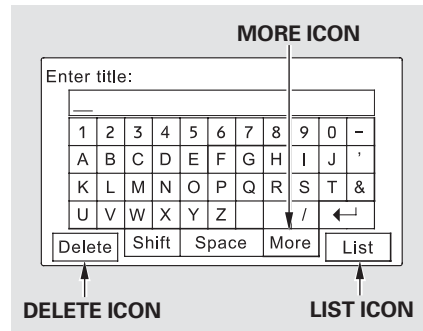 MORE ICON
Enter title:
1 2 3 4 5 6 7 8 9 0 –
A B C D E F G H I J '
K L M N O P Q R S T &
U V W X Y Z /
Delete Shift Space More List
DELETE ICON LIST ICON